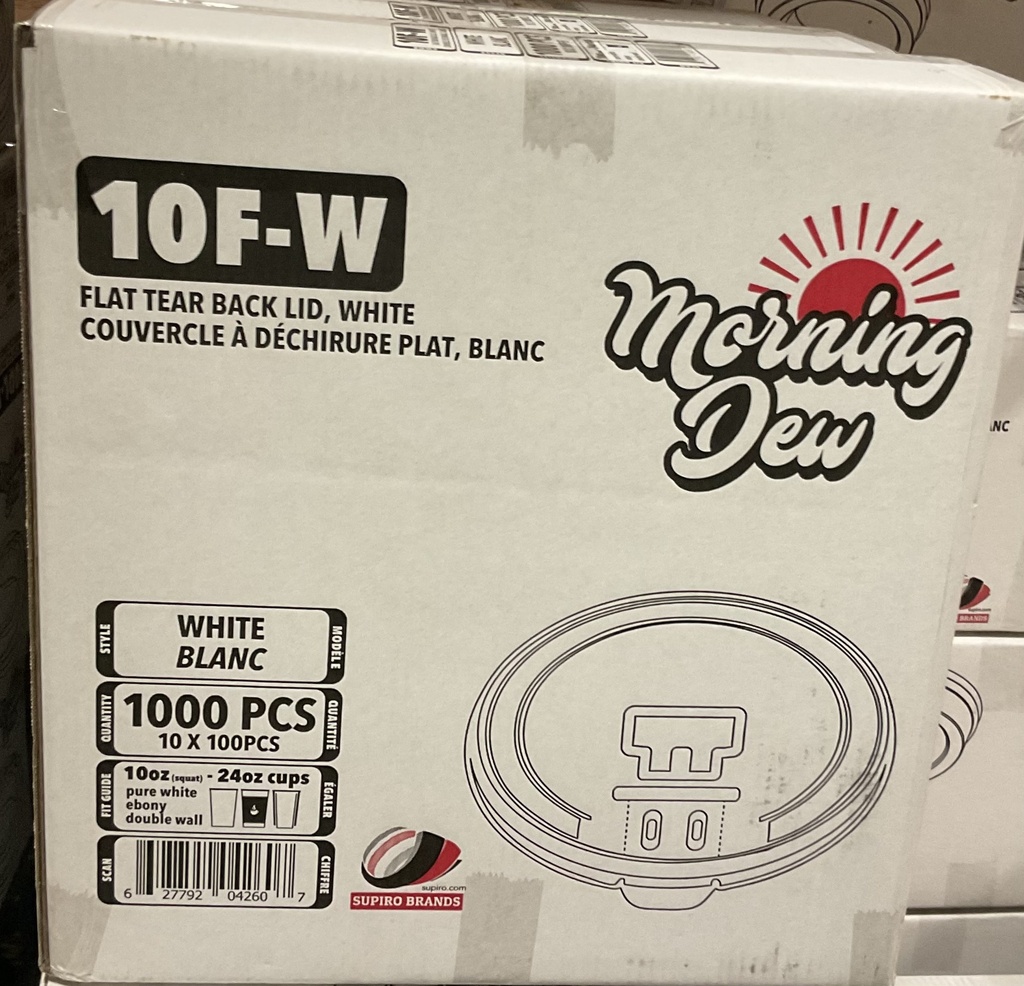 10F-W
FLAT TEAR BACK LID, WHITE
COUVERCLE À DÉCHIRURE PLAT, BLANC
Morning
Dew
STYLE
WHITE
BLANC
MODÈLE
QUANTITY
1000 PCS
10 X 100PCS
QUANTITÉ
FIT GUIDE
10oz (squat) - 24oz cups
pure white
ebony
double wall
ÉGALER
SCAN
6 27792 04260 7
CHIFFRE
supiro.com
SUPIRO BRANDS
BRANDS